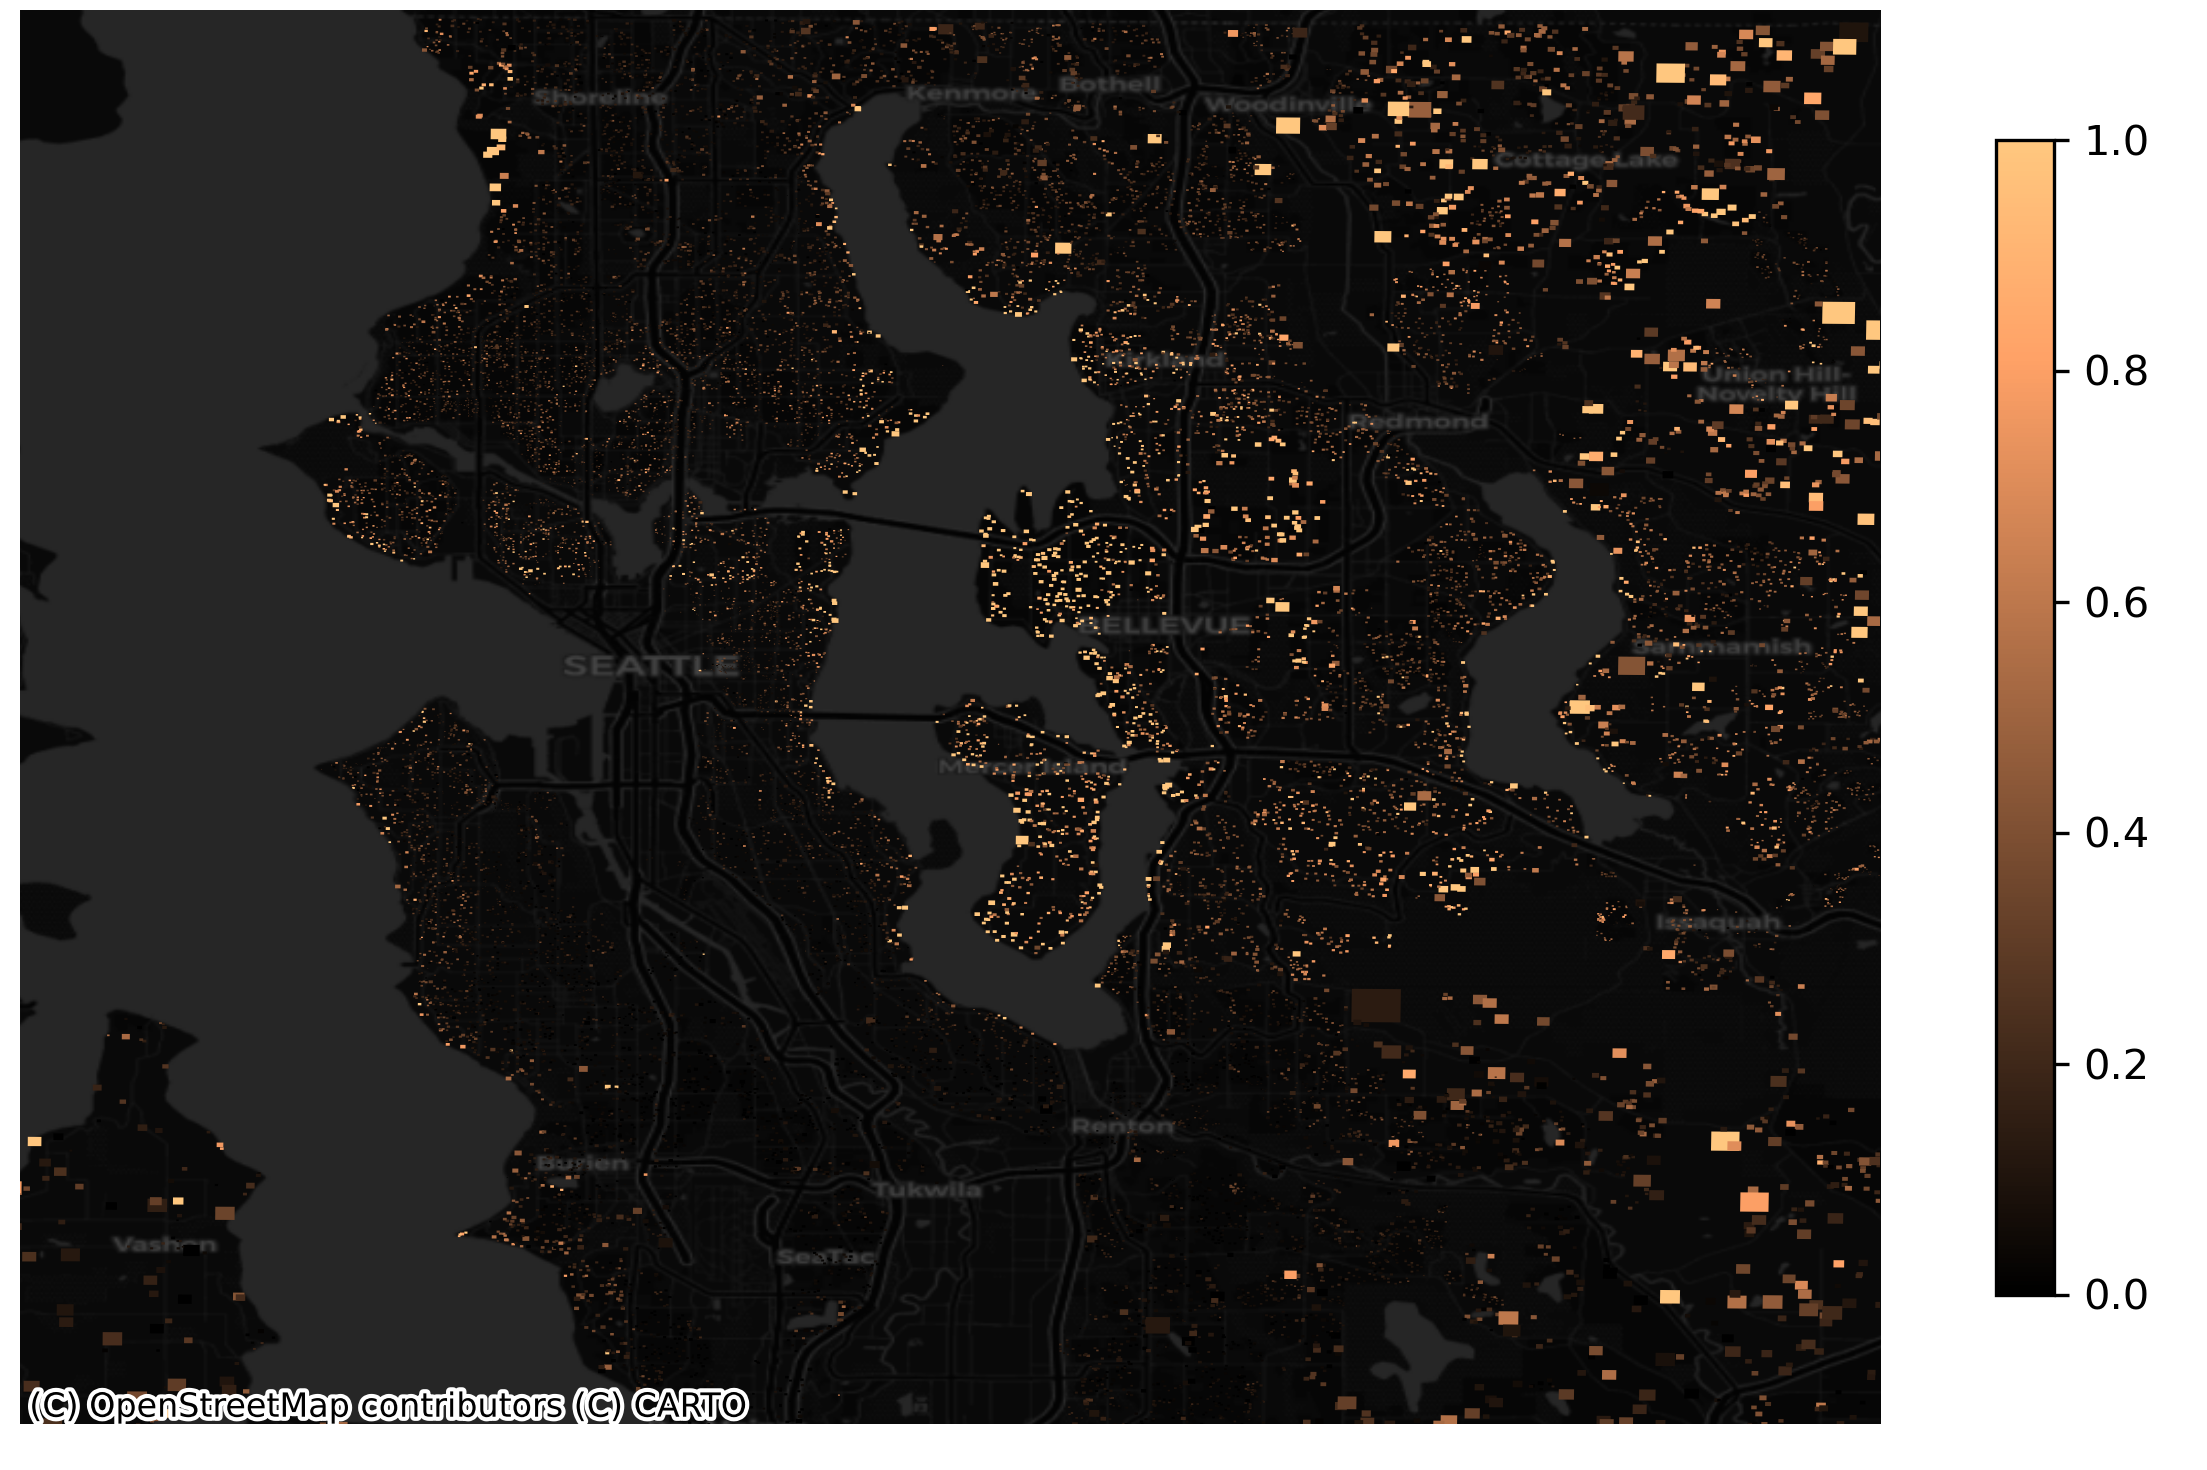 Shoreline
Kenmore
Bothell
Woodinville
Cottage Lake
Kirkland
Union Hill-
Novelty Hill
Redmond
BELLEVUE
SEATTLE
Sammamish
Mercer Island
Issaquah
Renton
Burien
Tukwila
Vashon
SeaTac
(C) OpenStreetMap contributors (C) CARTO
1.0
0.8
0.6
0.4
0.2
0.0